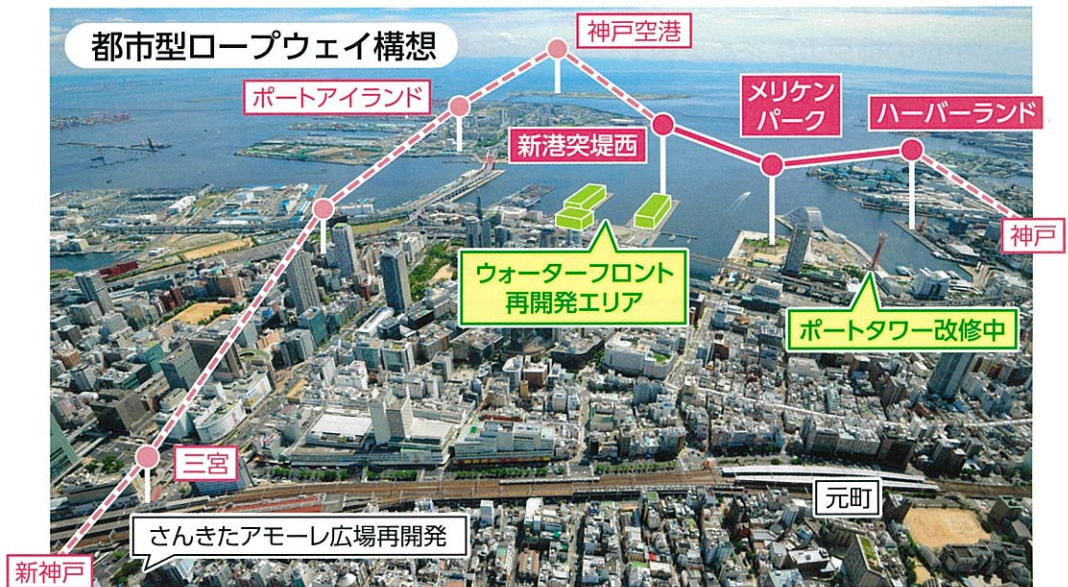 都市型ロープウェイ構想
神戸空港
ポートアイランド
メリケン
パーク
ハーバーランド
新港突堤西
神戸
ウォーターフロント
再開発エリア
ポートタワー改修中
三宮
元町
さんきたアモーレ広場再開発
新神戸